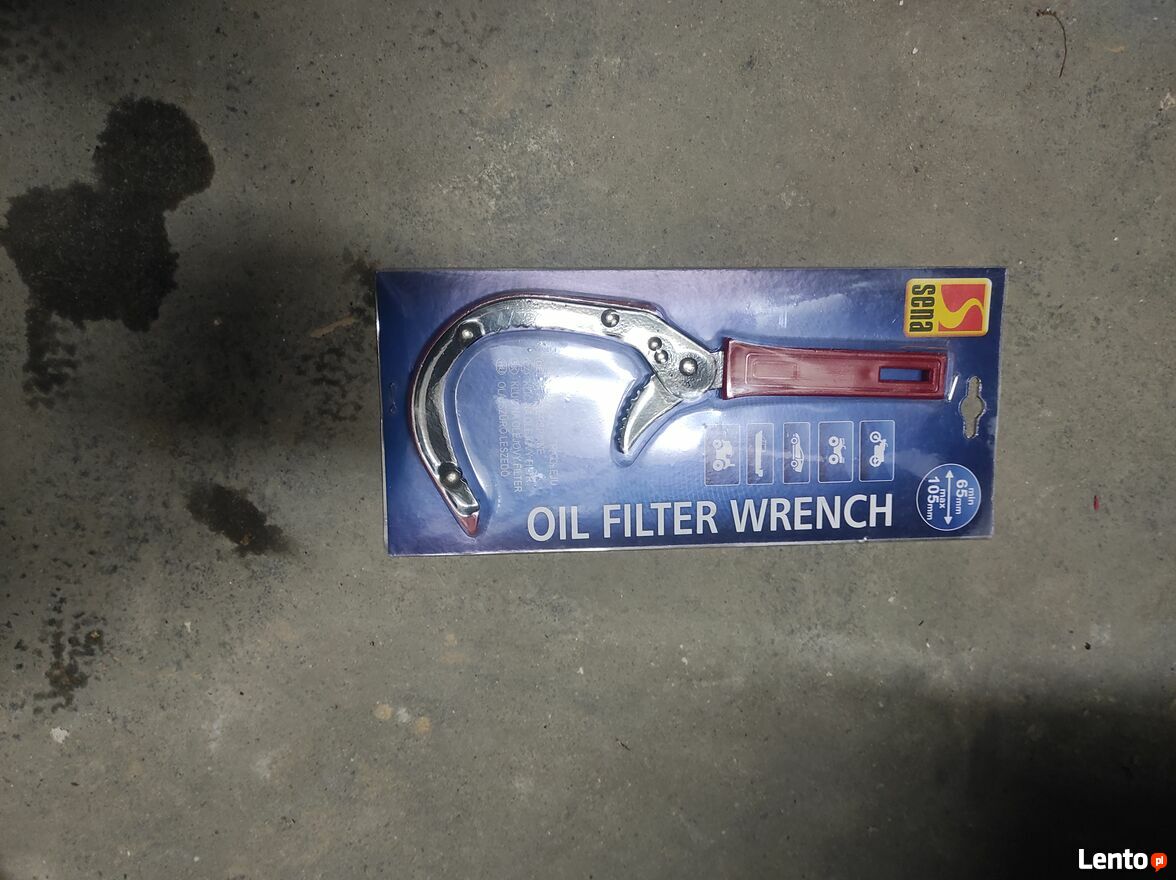 sena
OIL FILTER WRENCH
min
65mm
max
105mm
Lento pl